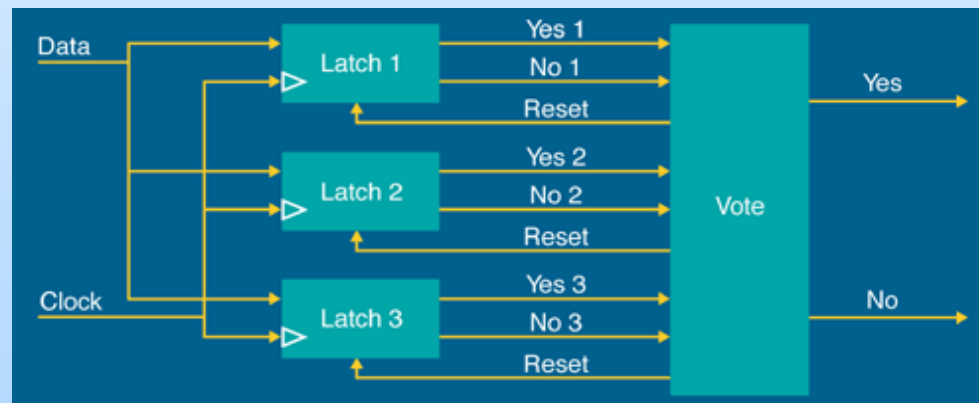 Data
Clock
Latch 1
Yes 1
No 1
Reset
Latch 2
Yes 2
No 2
Reset
Latch 3
Yes 3
No 3
Reset
Vote
Yes
No